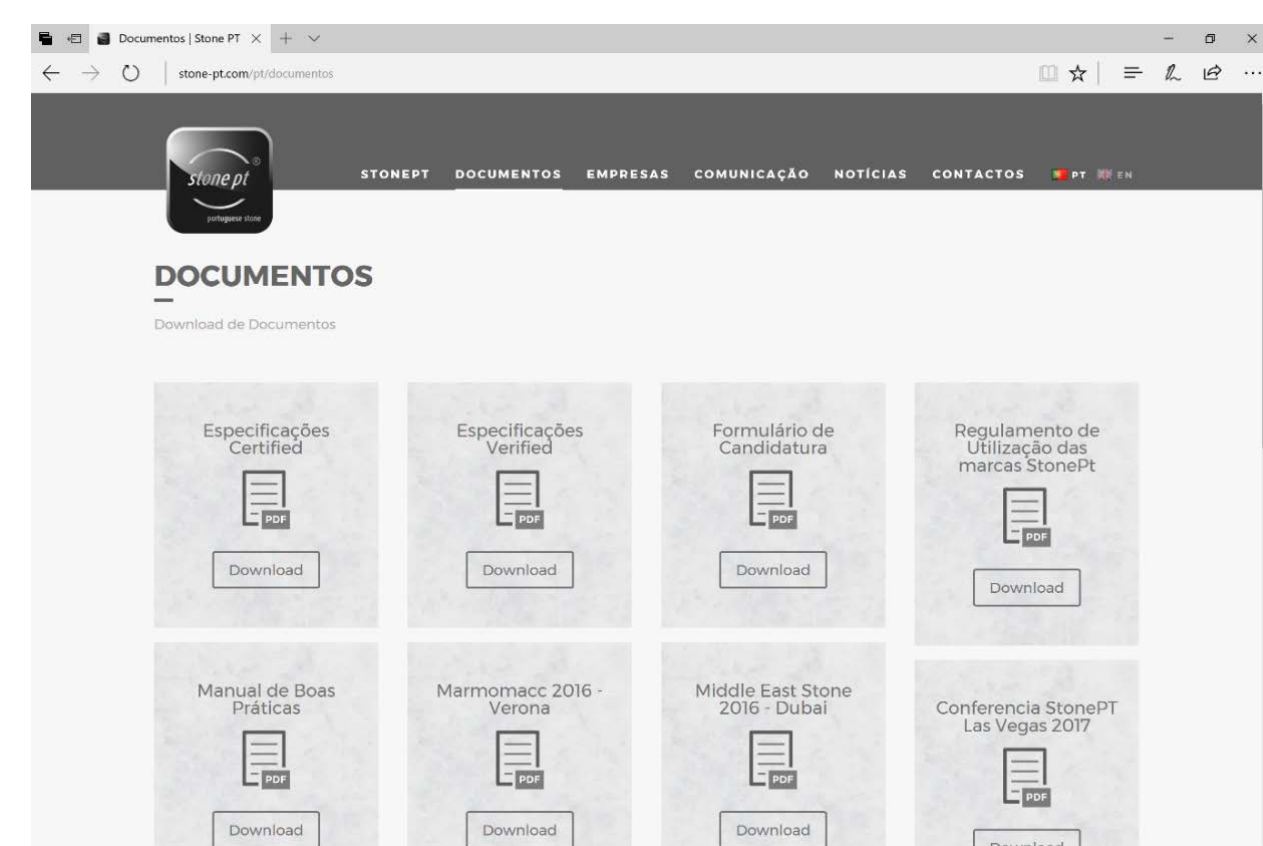 Documentos | Stone PT
stone-pt.com/pt/documentos
stone pt ®
portuguese stone
STONEPT DOCUMENTOS EMPRESAS COMUNICAÇÃO NOTÍCIAS CONTACTOS PT EN
DOCUMENTOS
Download de Documentos
Especificações
Certified
PDF
Download
Especificações
Verified
PDF
Download
Formulário de
Candidatura
PDF
Download
Regulamento de
Utilização das
marcas StonePt
PDF
Download
Manual de Boas
Práticas
PDF
Download
Marmomacc 2016 -
Verona
PDF
Download
Middle East Stone
2016 - Dubai
PDF
Download
Conferencia StonePT
Las Vegas 2017
PDF
Download